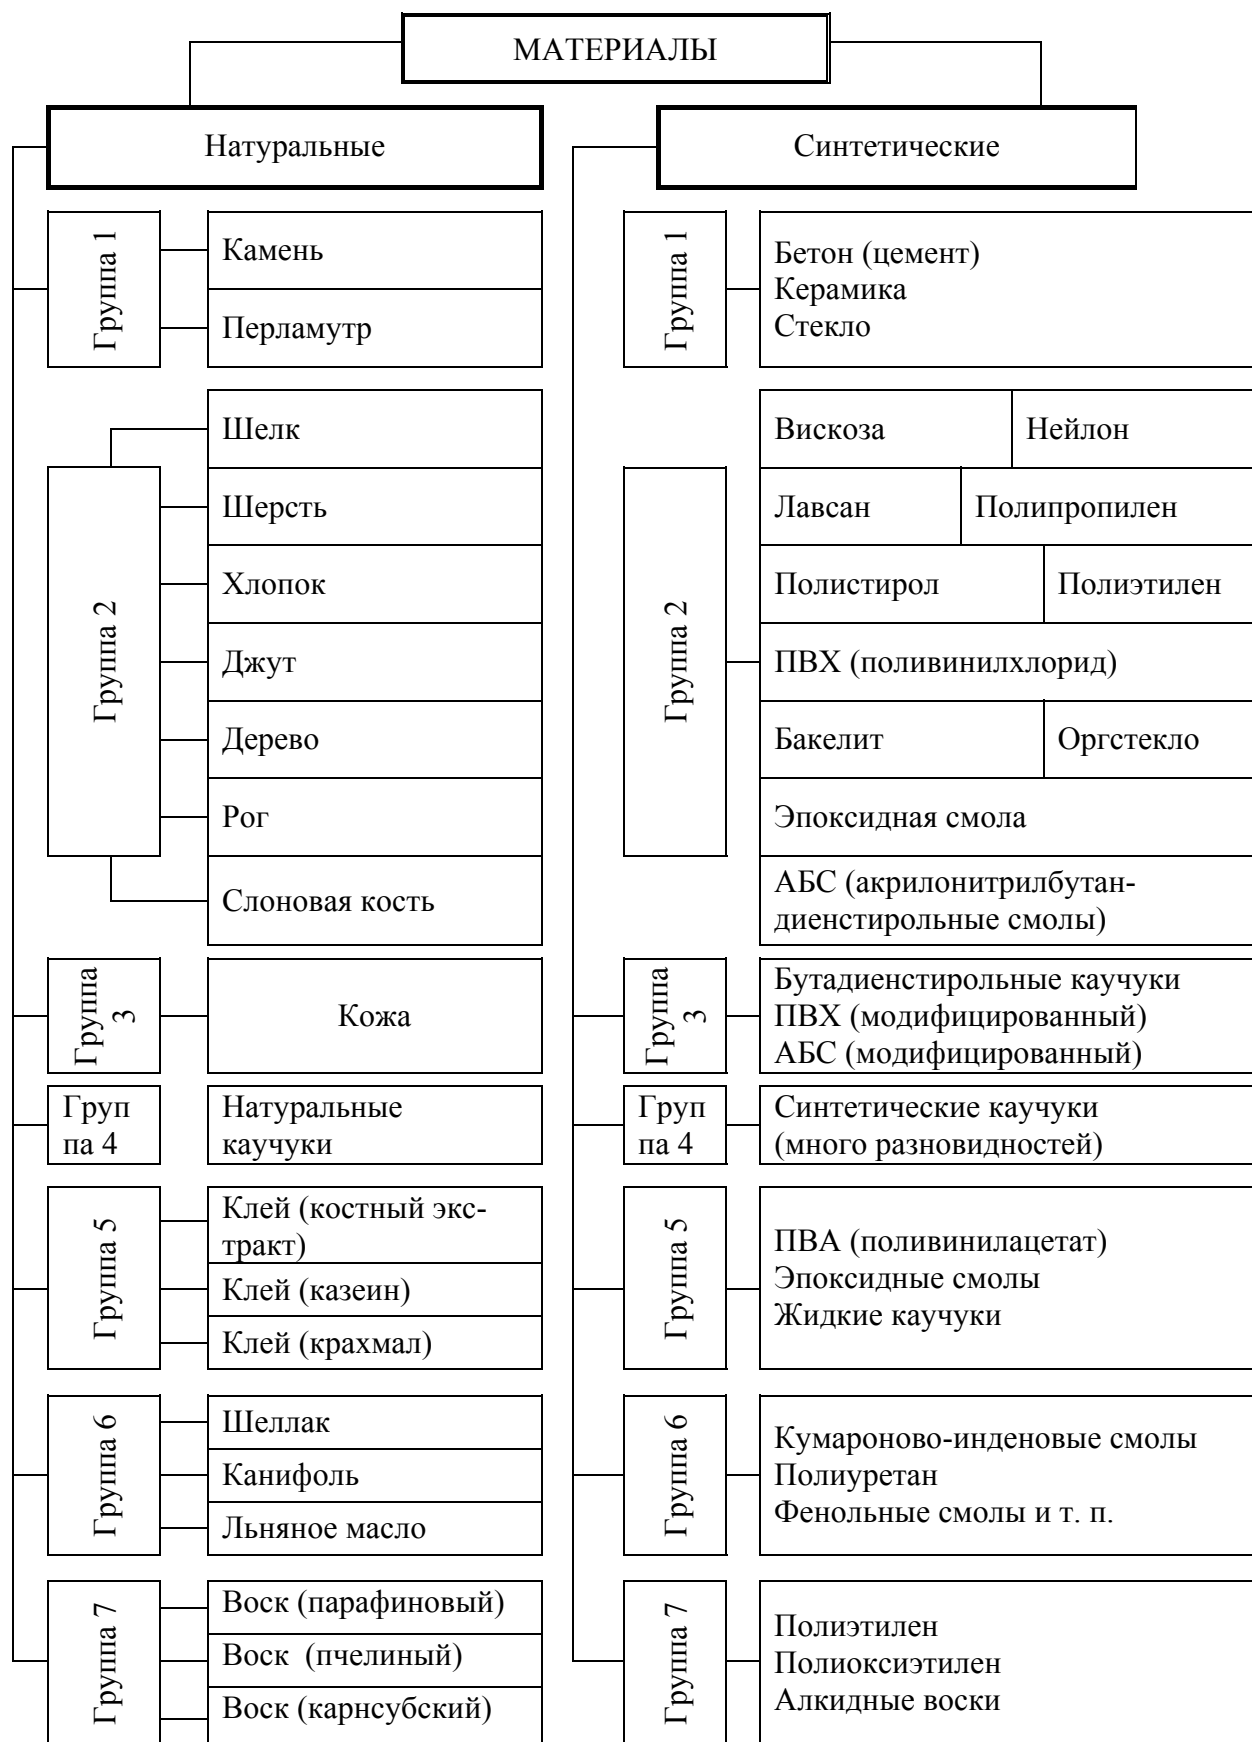 МАТЕРИАЛЫ
Натуральные
Синтетические
Группа 1
Камень
Перламутр
Группа 1
Бетон (цемент)
Керамика
Стекло
Группа 2
Шелк
Шерсть
Хлопок
Джут
Дерево
Рог
Слоновая кость
Группа 2
Вискоза
Нейлон
Лавсан
Полипропилен
Полистирол
Полиэтилен
ПВХ (поливинилхлорид)
Бакелит
Оргстекло
Эпоксидная смола
АБС (акрилонитрилбутан-
диенстирольные смолы)
Группа
3
Кожа
Группа
3
Бутадиенстирольные каучуки
ПВХ (модифицированный)
АБС (модифицированный)
Груп
па 4
Натуральные
каучуки
Груп
па 4
Синтетические каучуки
(много разновидностей)
Группа 5
Клей (костный экс-
тракт)
Клей (казеин)
Клей (крахмал)
Группа 5
ПВА (поливинилацетат)
Эпоксидные смолы
Жидкие каучуки
Группа 6
Шеллак
Канифоль
Льняное масло
Группа 6
Кумароново-инденовые смолы
Полиуретан
Фенольные смолы и т. п.
Группа 7
Воск (парафиновый)
Воск (пчелиный)
Воск (карнсубский)
Группа 7
Полиэтилен
Полиоксиэтилен
Алкидные воски